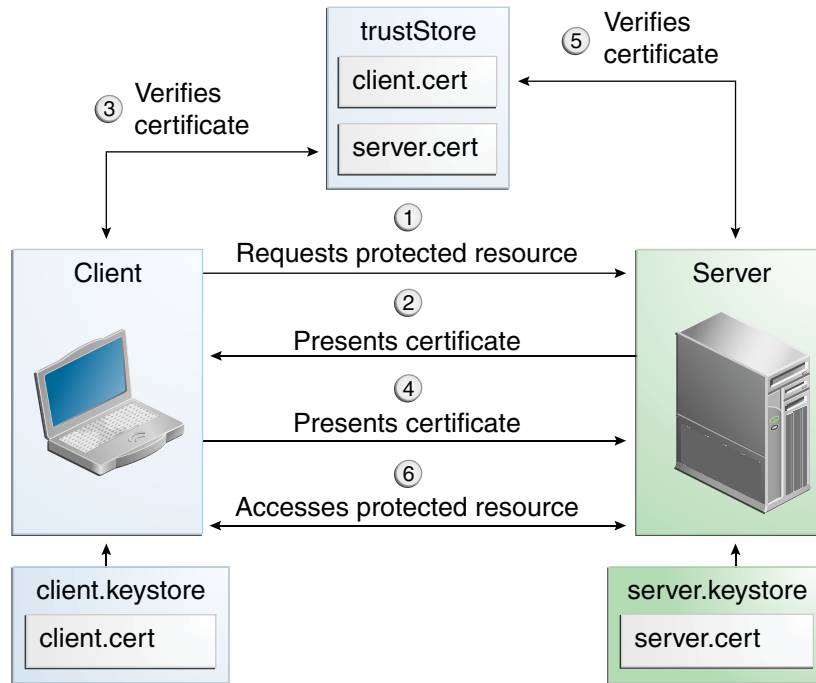 trustStore
client.cert
server.cert
5 Verifies
certificate
3 Verifies
certificate
1
Requests protected resource
Client
Server
2
Presents certificate
4
Presents certificate
6
Accesses protected resource
client.keystore
client.cert
server.keystore
server.cert